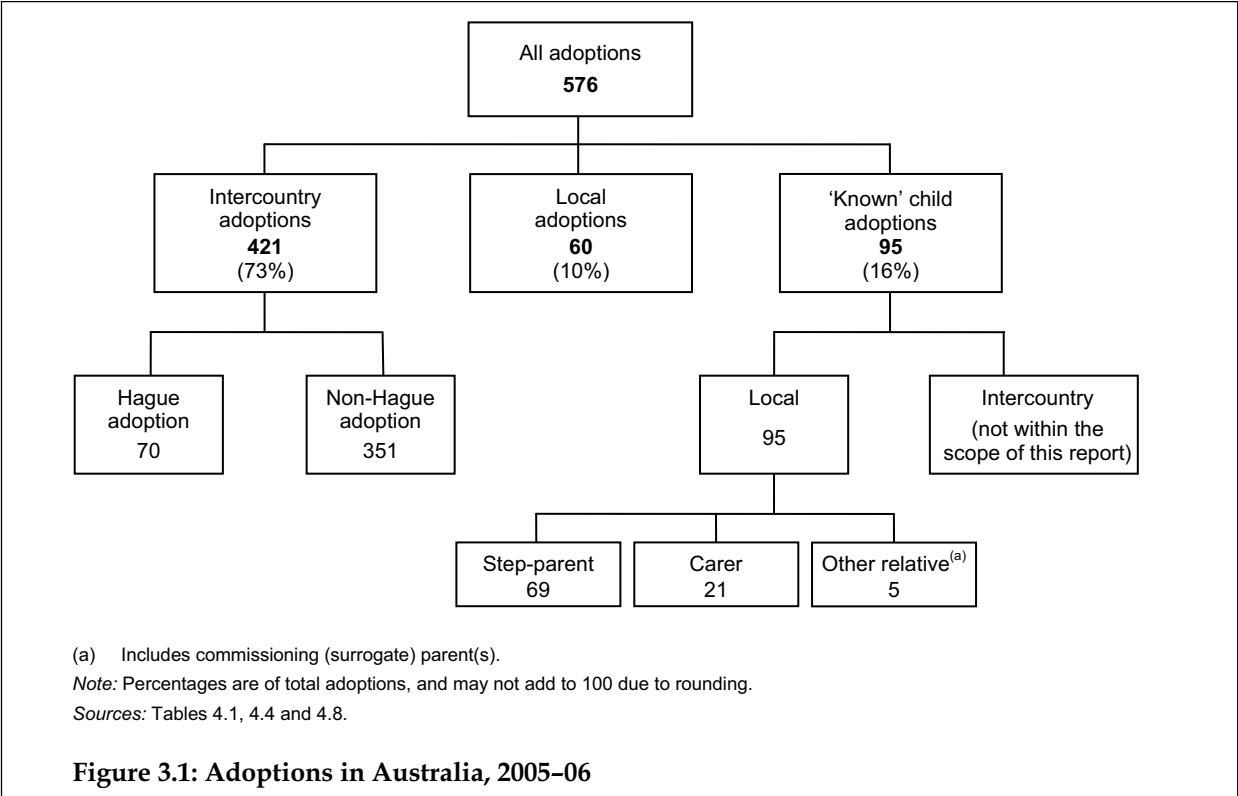 All adoptions
576
Intercountry
adoptions
421
(73%)
Local
adoptions
60
(10%)
‘Known’ child
adoptions
95
(16%)
Hague
adoption
70
Non-Hague
adoption
351
Local
95
Intercountry
(not within the
scope of this report)
Step-parent
69
Carer
21
Other relative(a)
5
(a) Includes commissioning (surrogate) parent(s).
Note: Percentages are of total adoptions, and may not add to 100 due to rounding.
Sources: Tables 4.1, 4.4 and 4.8.
Figure 3.1: Adoptions in Australia, 2005–06